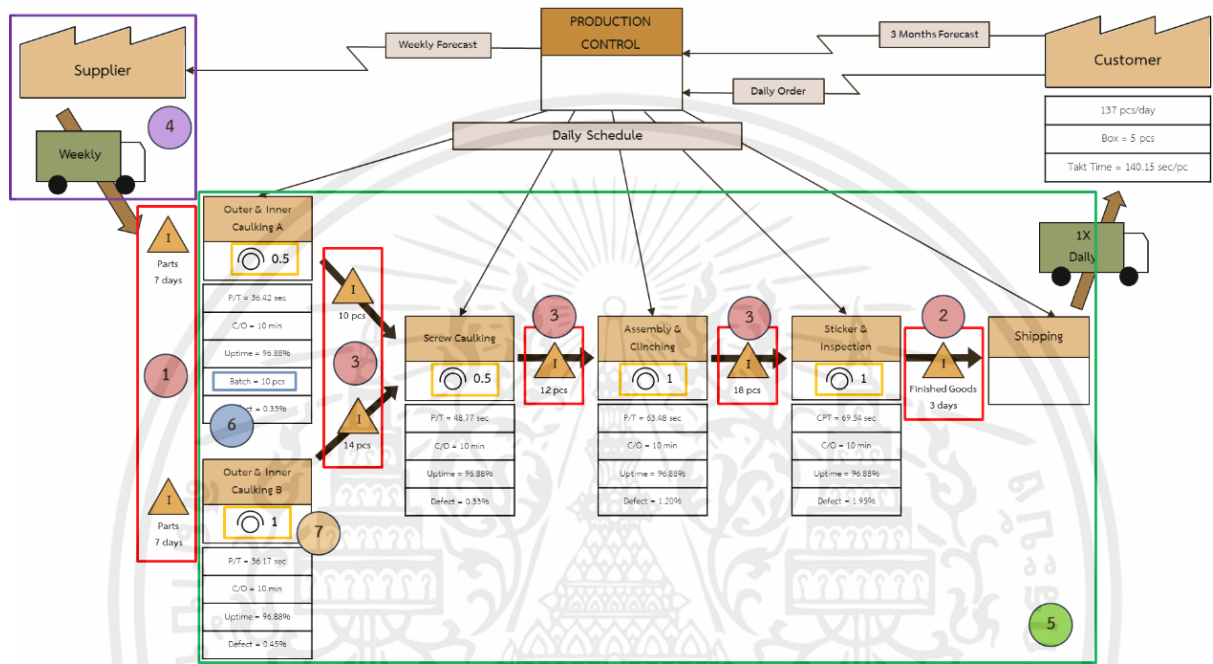 PRODUCTION
CONTROL
Weekly Forecast
3 Months Forecast
Daily Order
Supplier
Customer
137 pcs/day
Box = 5 pcs
Takt Time = 140.15 sec/pc
4
Weekly
Daily Schedule
1X
Daily
I
Parts
7 days
1
I
Parts
7 days
Outer & Inner
Caulking A
0.5
P/T = 36.42 sec
C/O = 10 min
Uptime = 96.88%
Batch = 10 pcs
= 0.33%
6
Outer & Inner
Caulking B
1
7
P/T = 36.17 sec
C/O = 10 min
Uptime = 96.88%
Defect = 0.45%
I
10 pcs
3
I
14 pcs
Screw Caulking
0.5
P/T = 48.77 sec
C/O = 10 min
Uptime = 96.88%
Defect = 0.33%
3
I
12 pcs
Assembly &
Clinching
1
P/T = 63.48 sec
C/O = 10 min
Uptime = 96.88%
Defect = 1.20%
3
I
18 pcs
Sticker &
Inspection
1
CPT = 69.54 sec
C/O = 10 min
Uptime = 96.88%
Defect = 1.95%
2
I
Finished Goods
3 days
Shipping
5